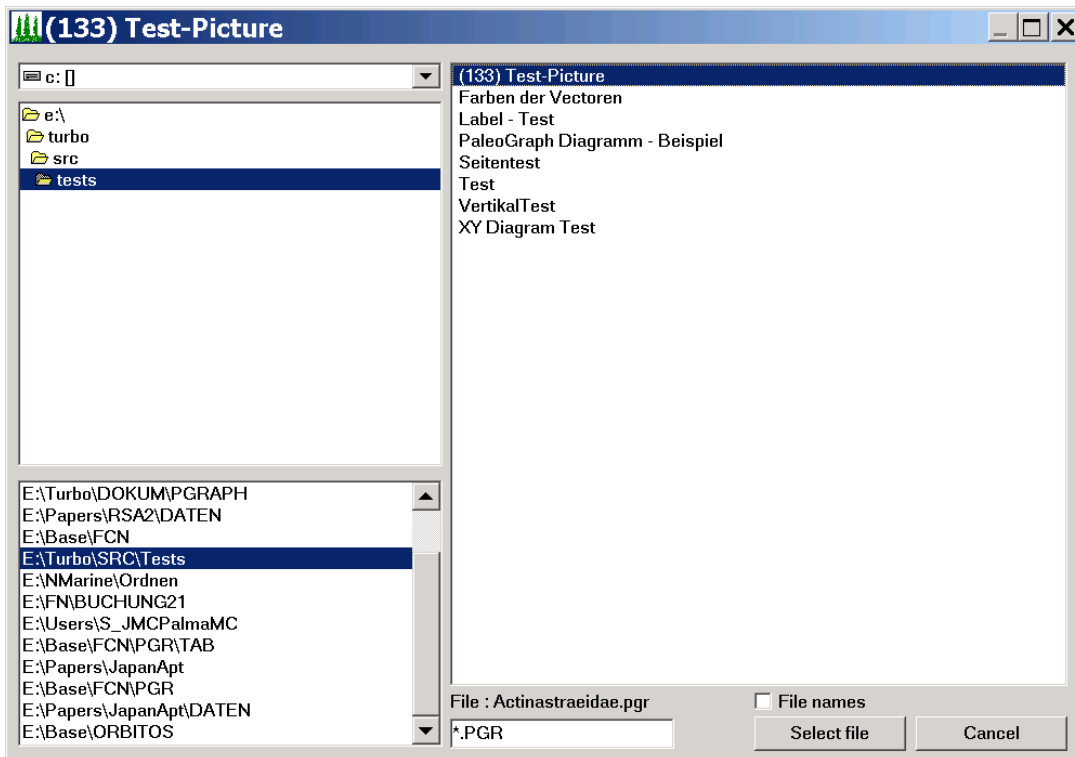 (133) Test-Picture
c: []
e:\
turbo
src
tests
E:\Turbo\DOKUM\PGRAPH
E:\Papers\RSA2\DATEN
E:\Base\FCN
E:\Turbo\SRC\Tests
E:\NMarine\Ordnen
E:\FN\BUCHUNG21
E:\Users\S_JMCPalmaMC
E:\Base\FCN\PGR\TAB
E:\Papers\JapanApt
E:\Base\FCN\PGR
E:\Papers\JapanApt\DATEN
E:\Base\ORBITOS
(133) Test-Picture
Farben der Vectoren
Label - Test
PaleoGraph Diagramm - Beispiel
Seitentest
Test
VertikalTest
XY Diagram Test
File : Actinastraeidae.pgr
File names
*.PGR
Select file
Cancel